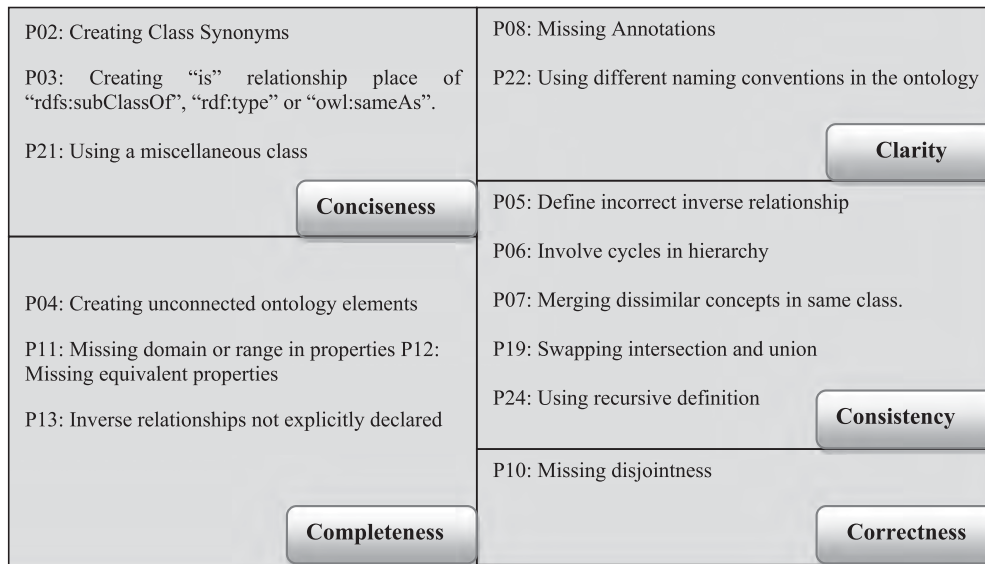 P02: Creating Class Synonyms
P03: Creating “is” relationship place of
“rdfs:subClassOf”, “rdf:type” or “owl:sameAs”.
P21: Using a miscellaneous class
Conciseness
P08: Missing Annotations
P22: Using different naming conventions in the ontology
Clarity
P04: Creating unconnected ontology elements
P11: Missing domain or range in properties P12:
Missing equivalent properties
P13: Inverse relationships not explicitly declared
Completeness
P05: Define incorrect inverse relationship
P06: Involve cycles in hierarchy
P07: Merging dissimilar concepts in same class.
P19: Swapping intersection and union
P24: Using recursive definition
Consistency
P10: Missing disjointness
Correctness